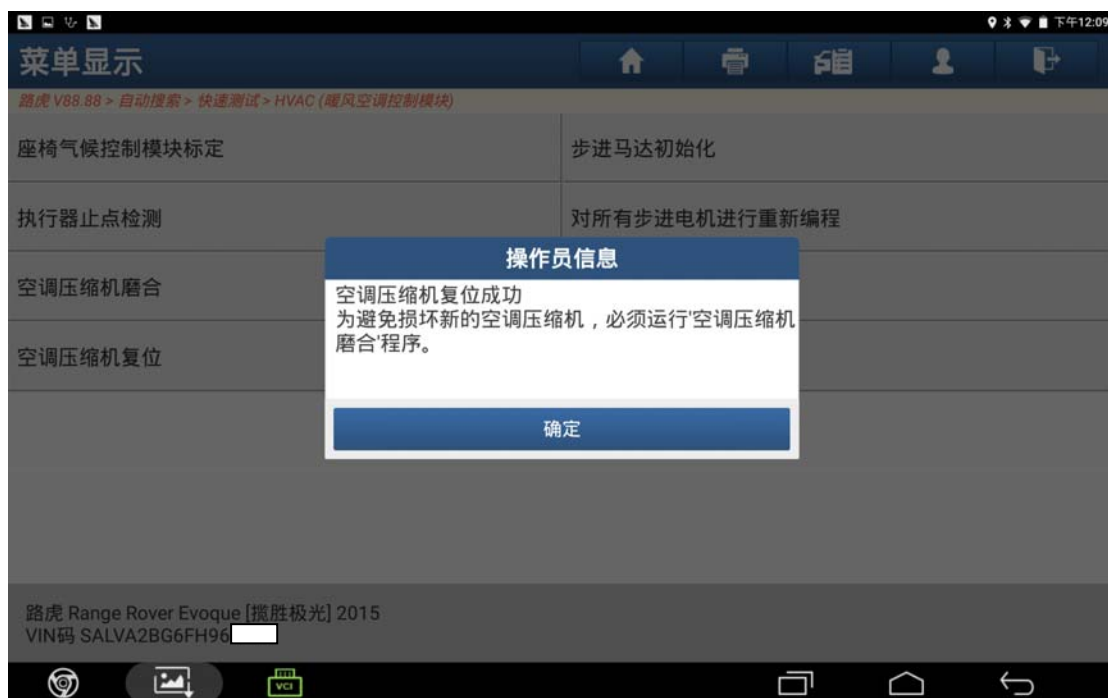 下午12:09
菜单显示
路虎 V88.88 > 自动搜索 > 快速测试 > HVAC (暖风空调控制模块)
座椅气候控制模块标定
步进马达初始化
执行器止点检测
对所有步进电机进行重新编程
操作员信息
空调压缩机磨合
空调压缩机复位成功
为避免损坏新的空调压缩机，必须运行'空调压缩机
磨合'程序。
空调压缩机复位
确定
路虎 Range Rover Evoque [揽胜极光] 2015
VIN码 SALVA2BG6FH96
VCI